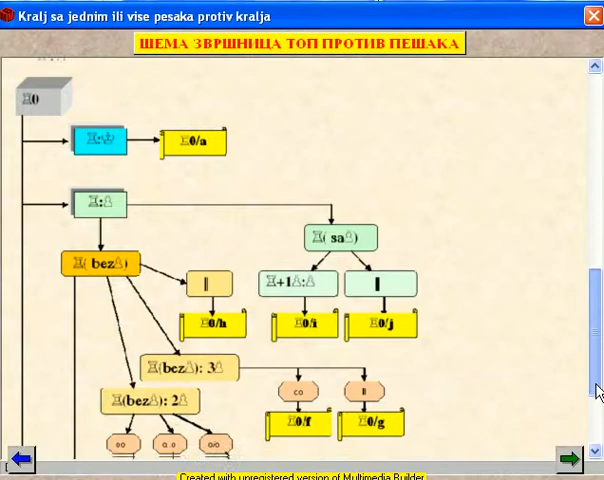 Kralj sa jednim ili vise pesaka protiv kralja
ШЕМА ЗВРШНИЦА ТОП ПРОТИВ ПЕШАКА
♖0
♖:♔
♖0/a
♖:♙
♖( sa♙)
♖( bez♙)
||
♖+1♙:♙
||
♖0/h
♖0/i
♖0/j
♖(bez♙): 3♙
♖(bez♙): 2♙
co
||
♖0/f
♖0/g
oo
o..o
o/o
Created with unregistered version of Multimedia Builder